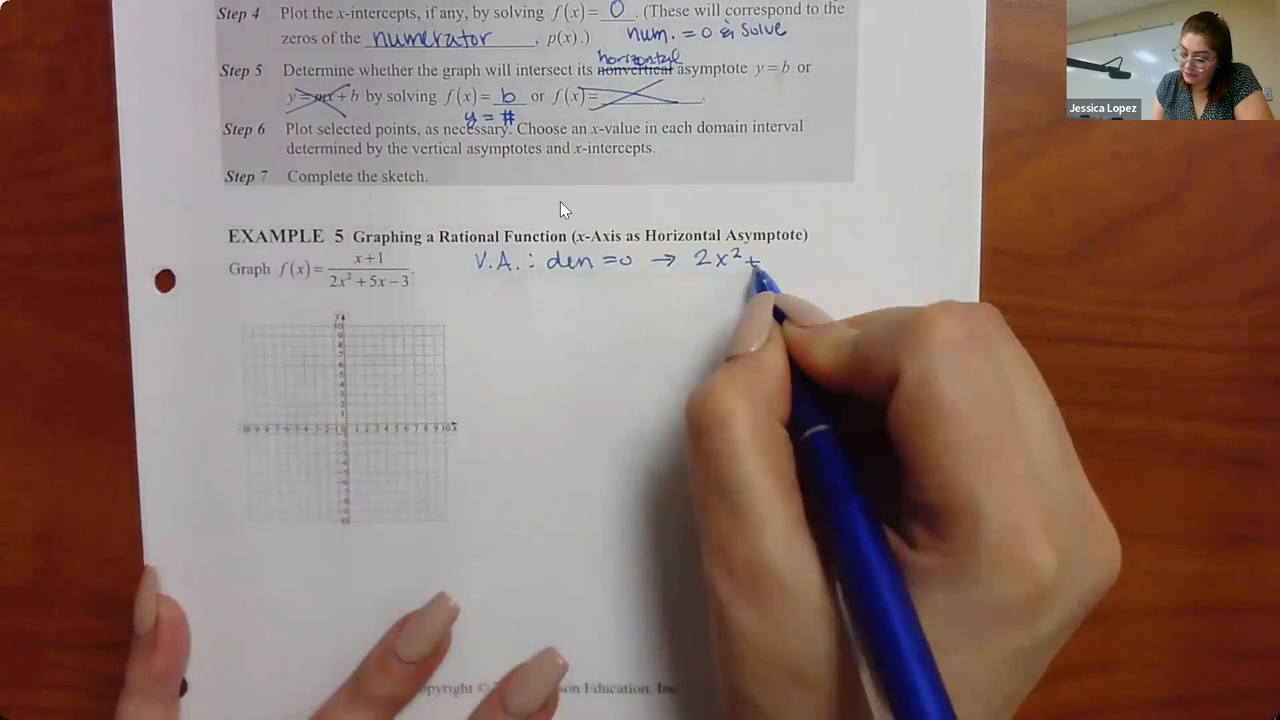 Step 4 Plot the x-intercepts, if any, by solving f(x) = 0. (These will correspond to the
zeros of the numerator, p(x).) num. = 0 & solve
horizontal
Step 5 Determine whether the graph will intersect its nonvertical asymptote y = b or
y = mx + b by solving f(x) = b or f(x) =
y = #
Step 6 Plot selected points, as necessary. Choose an x-value in each domain interval
determined by the vertical asymptotes and x-intercepts.
Step 7 Complete the sketch.
EXAMPLE 5 Graphing a Rational Function (x-Axis as Horizontal Asymptote)
Graph f(x) = x+1 / 2x² + 5x − 3.
V.A.: den = 0 → 2x² +
Education, In
Jessica Lopez